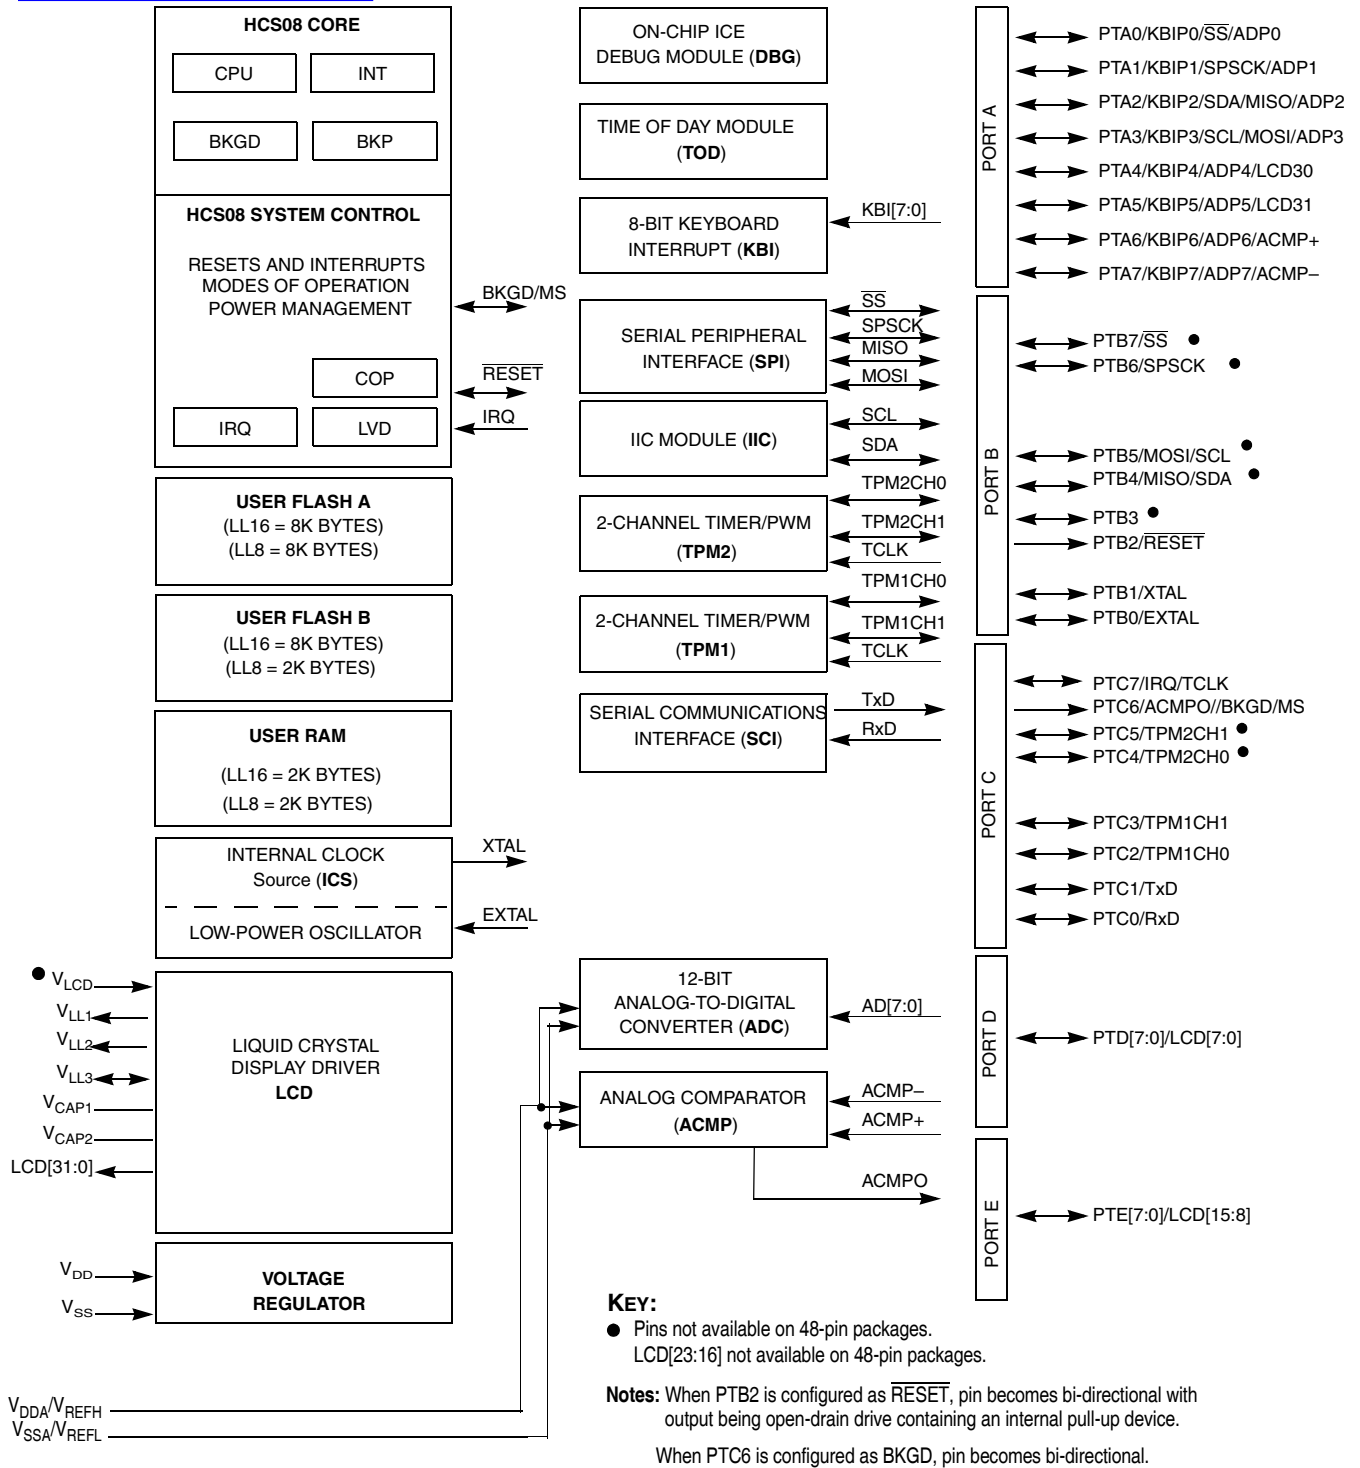 HCS08 CORE
CPU
INT
BKGD
BKP
HCS08 SYSTEM CONTROL
RESETS AND INTERRUPTS
MODES OF OPERATION
POWER MANAGEMENT
COP
IRQ
LVD
BKGD/MS
RESET
IRQ
USER FLASH A
(LL16 = 8K BYTES)
(LL8 = 8K BYTES)
USER FLASH B
(LL16 = 8K BYTES)
(LL8 = 2K BYTES)
USER RAM
(LL16 = 2K BYTES)
(LL8 = 2K BYTES)
INTERNAL CLOCK
Source (ICS)
LOW-POWER OSCILLATOR
XTAL
EXTAL
● VLCD
VLL1
VLL2
VLL3
VCAP1
VCAP2
LCD[31:0]
LIQUID CRYSTAL
DISPLAY DRIVER
LCD
VDD
VSS
VOLTAGE
REGULATOR
VDDA/VREFH
VSSA/VREFL
ON-CHIP ICE
DEBUG MODULE (DBG)
TIME OF DAY MODULE
(TOD)
8-BIT KEYBOARD
INTERRUPT (KBI)
KBI[7:0]
SERIAL PERIPHERAL
INTERFACE (SPI)
SS
SPSCK
MISO
MOSI
IIC MODULE (IIC)
SCL
SDA
2-CHANNEL TIMER/PWM
(TPM2)
TPM2CH0
TPM2CH1
TCLK
2-CHANNEL TIMER/PWM
(TPM1)
TPM1CH0
TPM1CH1
TCLK
SERIAL COMMUNICATIONS
INTERFACE (SCI)
TxD
RxD
12-BIT
ANALOG-TO-DIGITAL
CONVERTER (ADC)
AD[7:0]
ANALOG COMPARATOR
(ACMP)
ACMP–
ACMP+
ACMPO
PORT A
PTA0/KBIP0/SS/ADP0
PTA1/KBIP1/SPSCK/ADP1
PTA2/KBIP2/SDA/MISO/ADP2
PTA3/KBIP3/SCL/MOSI/ADP3
PTA4/KBIP4/ADP4/LCD30
PTA5/KBIP5/ADP5/LCD31
PTA6/KBIP6/ADP6/ACMP+
PTA7/KBIP7/ADP7/ACMP–
PORT B
PTB7/SS ●
PTB6/SPSCK ●
PTB5/MOSI/SCL ●
PTB4/MISO/SDA ●
PTB3 ●
PTB2/RESET
PTB1/XTAL
PTB0/EXTAL
PORT C
PTC7/IRQ/TCLK
PTC6/ACMPO//BKGD/MS
PTC5/TPM2CH1 ●
PTC4/TPM2CH0 ●
PTC3/TPM1CH1
PTC2/TPM1CH0
PTC1/TxD
PTC0/RxD
PORT D
PTD[7:0]/LCD[7:0]
PORT E
PTE[7:0]/LCD[15:8]
KEY:
● Pins not available on 48-pin packages.
LCD[23:16] not available on 48-pin packages.
Notes: When PTB2 is configured as RESET, pin becomes bi-directional with
output being open-drain drive containing an internal pull-up device.
When PTC6 is configured as BKGD, pin becomes bi-directional.